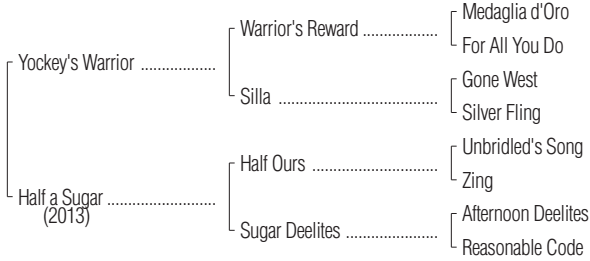 Medaglia d'Oro
Warrior's Reward ..................
For All You Do
Yockey's Warrior ..................
Gone West
Silla ......................................
Silver Fling
Unbridled's Song
Half Ours ..............................
Zing
Half a Sugar ..........................
(2013)
Afternoon Deelites
Sugar Deelites ......................
Reasonable Code